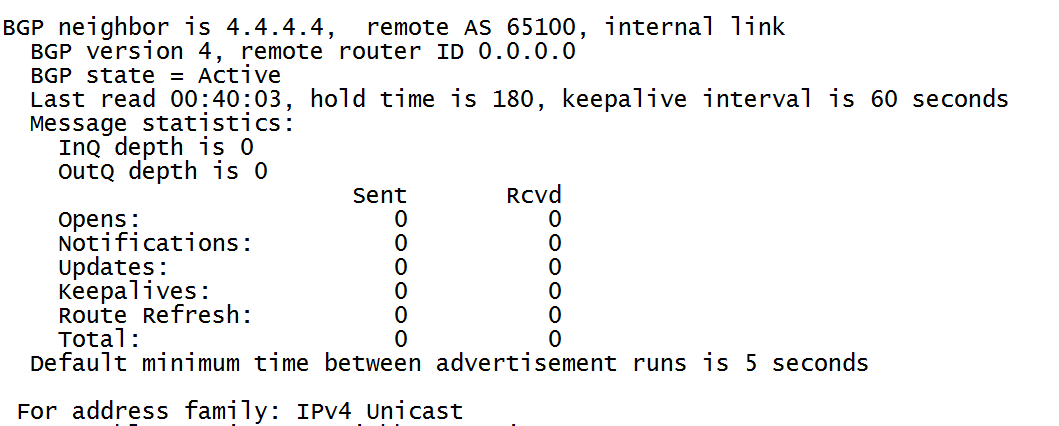 BGP neighbor is 4.4.4.4,  remote AS 65100, internal link
  BGP version 4, remote router ID 0.0.0.0
  BGP state = Active
  Last read 00:40:03, hold time is 180, keepalive interval is 60 seconds
  Message statistics:
    InQ depth is 0
    OutQ depth is 0
                         Sent       Rcvd
    Opens:                  0          0
    Notifications:          0          0
    Updates:                0          0
    Keepalives:             0          0
    Route Refresh:          0          0
    Total:                  0          0
  Default minimum time between advertisement runs is 5 seconds

 For address family: IPv4 Unicast